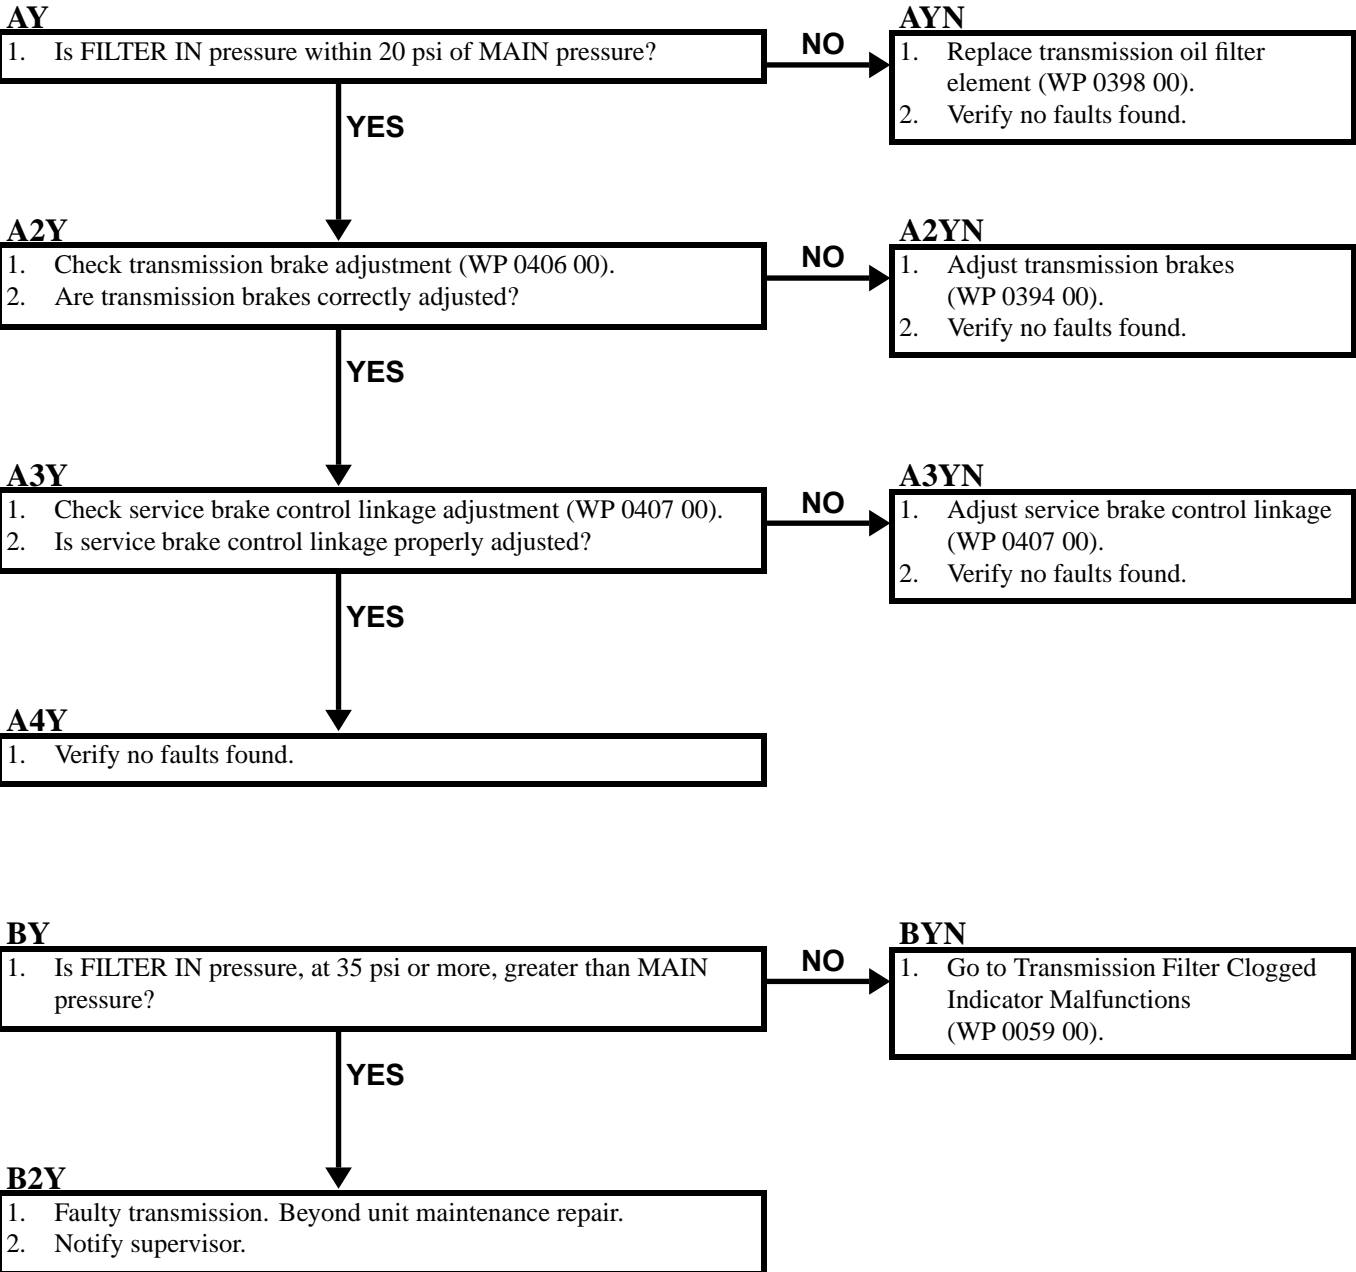 AY
1. Is FILTER IN pressure within 20 psi of MAIN pressure?
NO
AYN
1. Replace transmission oil filter
element (WP 0398 00).
2. Verify no faults found.
YES
A2Y
1. Check transmission brake adjustment (WP 0406 00).
2. Are transmission brakes correctly adjusted?
NO
A2YN
1. Adjust transmission brakes
(WP 0394 00).
2. Verify no faults found.
YES
A3Y
1. Check service brake control linkage adjustment (WP 0407 00).
2. Is service brake control linkage properly adjusted?
NO
A3YN
1. Adjust service brake control linkage
(WP 0407 00).
2. Verify no faults found.
YES
A4Y
1. Verify no faults found.
BY
1. Is FILTER IN pressure, at 35 psi or more, greater than MAIN
pressure?
NO
BYN
1. Go to Transmission Filter Clogged
Indicator Malfunctions
(WP 0059 00).
YES
B2Y
1. Faulty transmission. Beyond unit maintenance repair.
2. Notify supervisor.